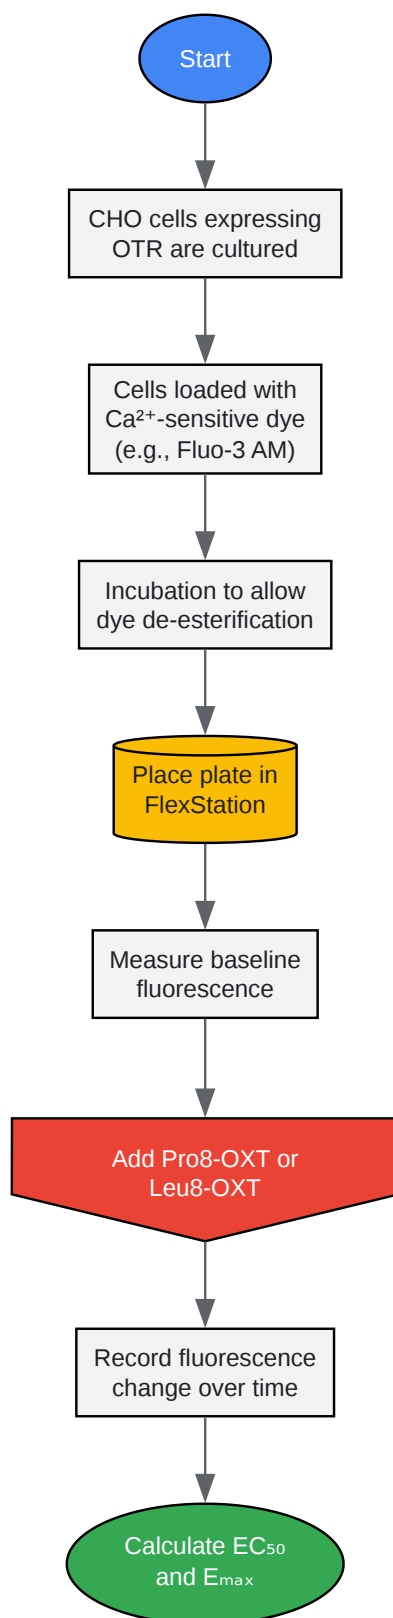 Start
CHO cells expressing
OTR are cultured
Cells loaded with
Ca²⁺-sensitive dye
(e.g., Fluo-3 AM)
Incubation to allow
dye de-esterification
Place plate in
FlexStation
Measure baseline
fluorescence
Add Pro8-OXT or
Leu8-OXT
Record fluorescence
change over time
Calculate EC₅₀
and Eₘₐₓ